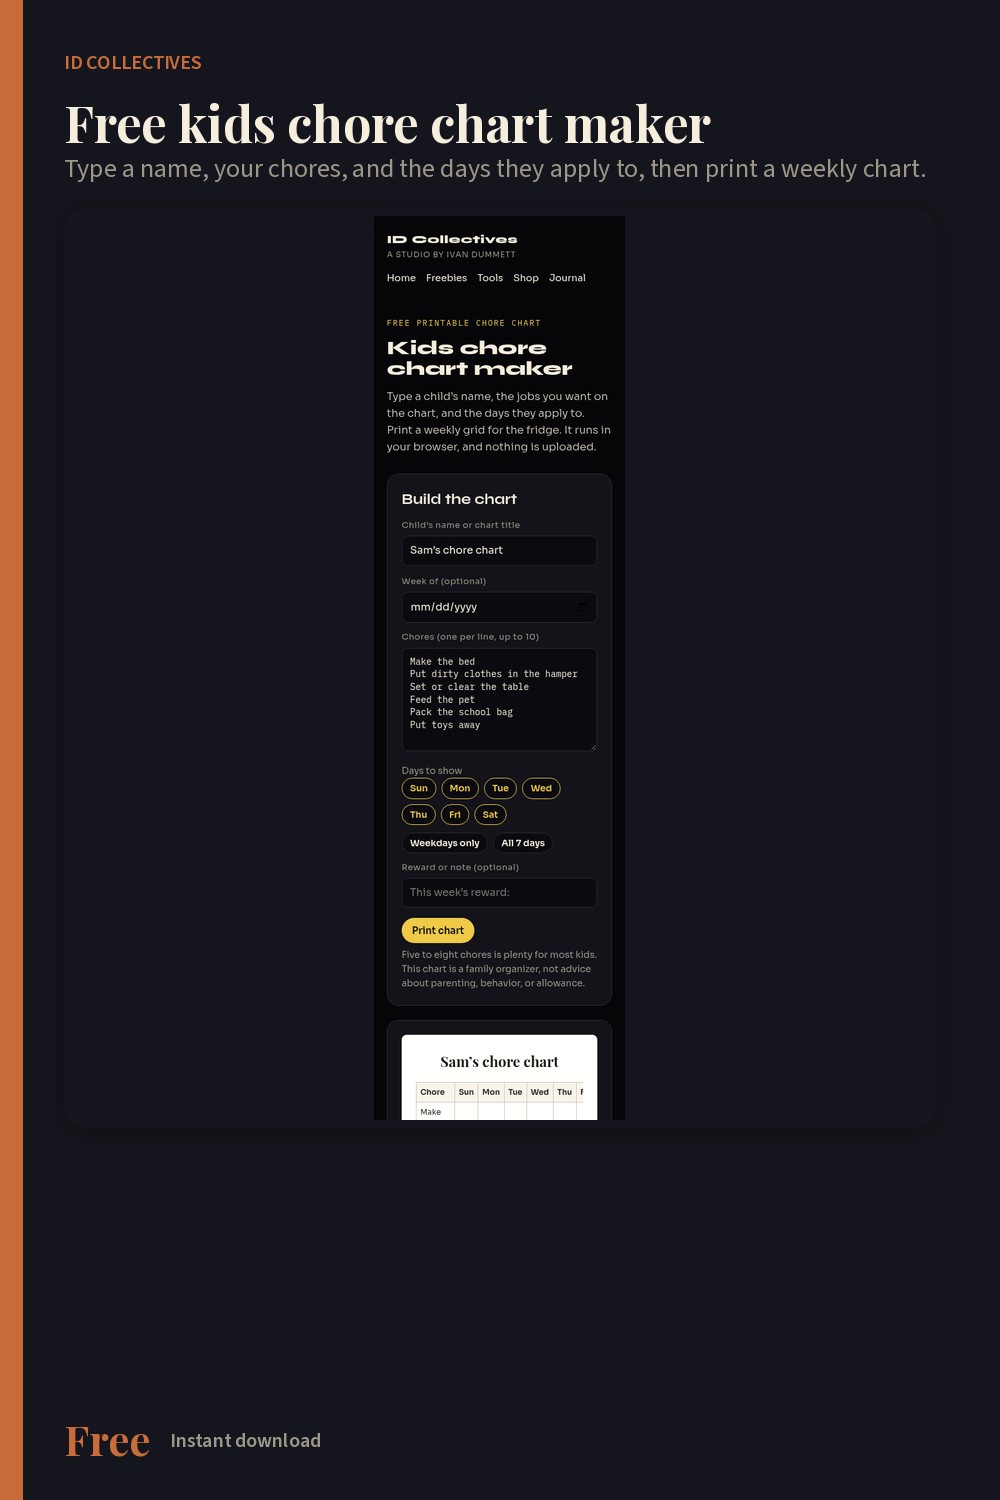 ID COLLECTIVES
Free kids chore chart maker
Type a name, your chores, and the days they apply to, then print a weekly chart.
ID Collectives
A STUDIO BY IVAN DUMMETT
Home Freebies Tools Shop Journal
FREE PRINTABLE CHORE CHART
Kids chore
chart maker
Type a child's name, the jobs you want on
the chart, and the days they apply to.
Print a weekly grid for the fridge. It runs in
your browser, and nothing is uploaded.
Build the chart
Child's name or chart title
Sam's chore chart
Week of (optional)
mm/dd/yyyy
Chores (one per line, up to 10)
Make the bed
Put dirty clothes in the hamper
Set or clear the table
Feed the pet
Pack the school bag
Put toys away
Days to show
Sun Mon Tue Wed
Thu Fri Sat
Weekdays only All 7 days
Reward or note (optional)
This week's reward:
Print chart
Five to eight chores is plenty for most kids.
This chart is a family organizer, not advice
about parenting, behavior, or allowance.
Sam's chore chart
Chore Sun Mon Tue Wed Thu
Make
Free Instant download